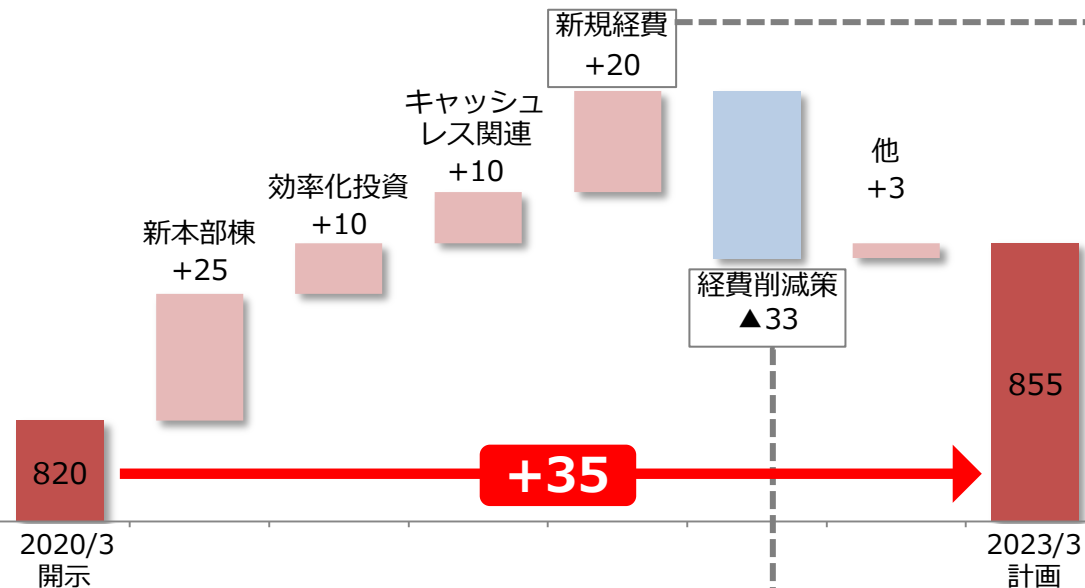 新規経費
+20
キャッシュ
レス関連
+10
効率化投資
+10
新本部棟
+25
他
+3
経費削減策
▲33
855
820
+35
2020/3
開示
2023/3
計画